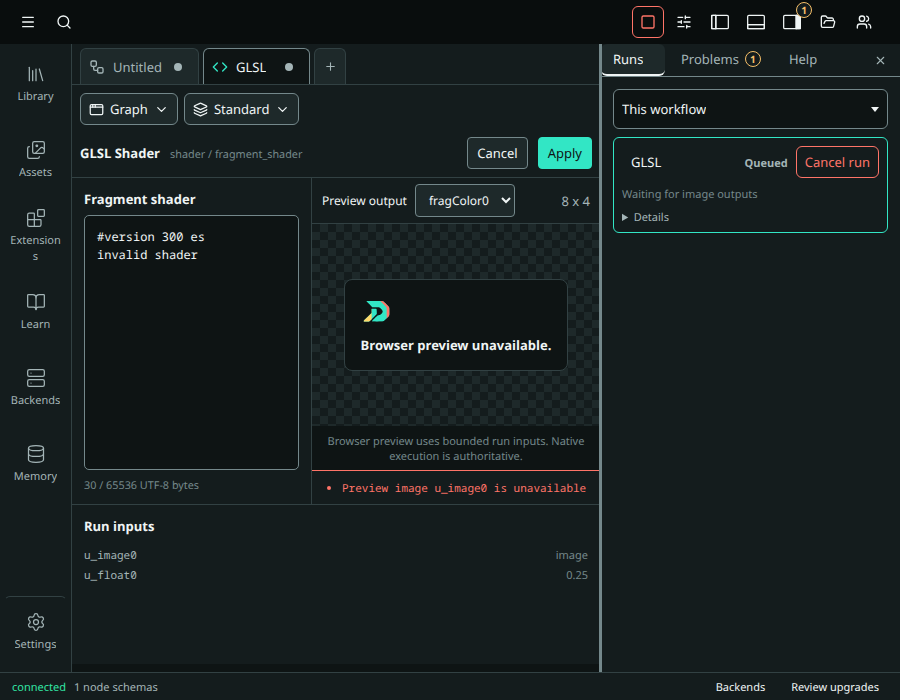 1
Untitled
GLSL
Runs
Problems 1
Help
Library
Assets
Extension
s
Learn
Backends
Memory
Settings
Graph
Standard
GLSL Shader shader / fragment_shader
Cancel
Apply
Fragment shader
#version 300 es
invalid shader
30 / 65536 UTF-8 bytes
Preview output fragColor0 8 x 4
Browser preview unavailable.
Browser preview uses bounded run inputs. Native
execution is authoritative.
• Preview image u_image0 is unavailable
Run inputs
u_image0 image
u_float0 0.25
This workflow
GLSL Queued Cancel run
Waiting for image outputs
Details
connected 1 node schemas
Backends Review upgrades